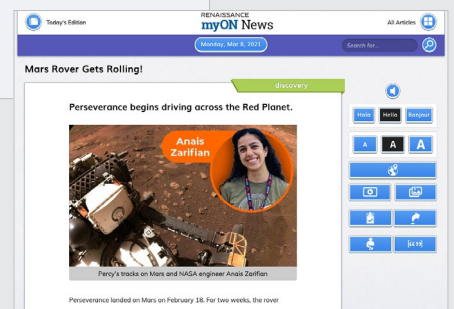 Today's Edition
RENAISSANCE
myON News
All Articles
Monday, Mar 8, 2021
Search for...
Mars Rover Gets Rolling!
discovery
Perseverance begins driving across the Red Planet.
Anais
Zarifian
Hola
Hello
Bonjour
A
A
A
Percy's tracks on Mars and NASA engineer Anais Zarifian
Perseverance landed on Mars on February 18. For two weeks, the rover